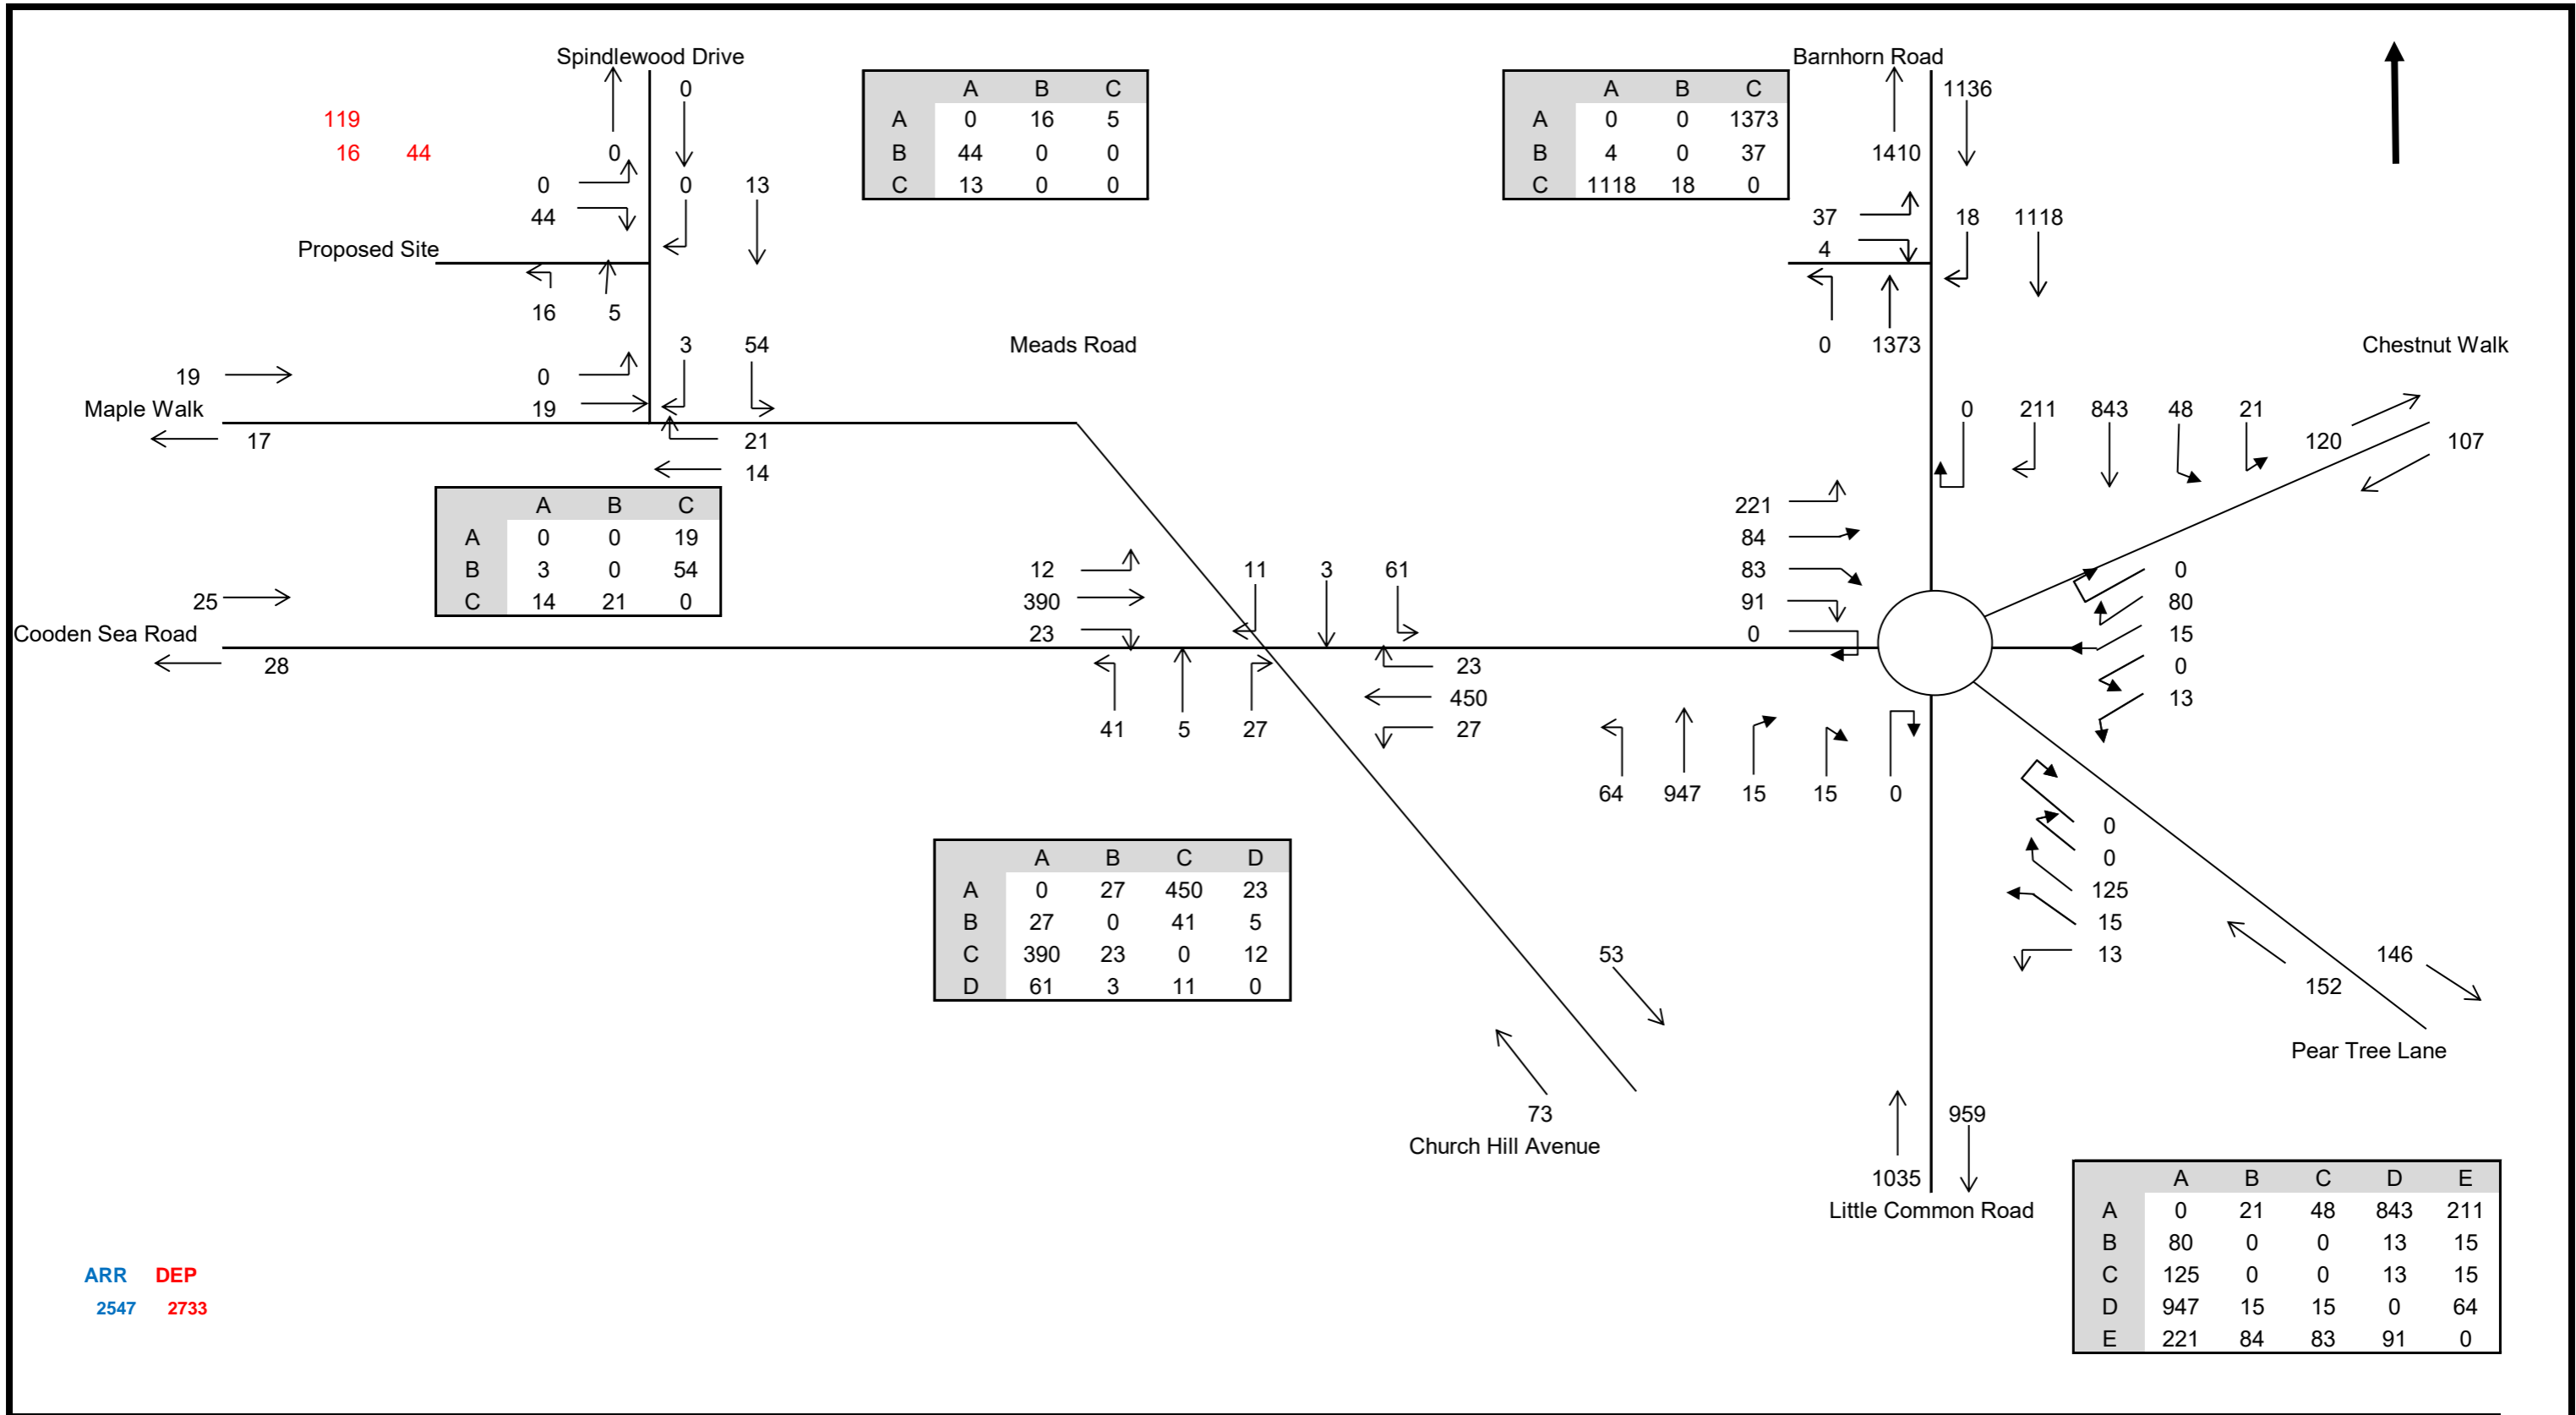 Spindlewood Drive
Barnhorn Road
0
1136
A B C
A 0 16 5
B 44 0 0
C 13 0 0
A B C
A 0 0 1373
B 4 0 37
C 1118 18 0
119
16 44
0
1410
0
0 13
44
37
18 1118
4
Proposed Site
16 5
0 1373
3 54
Meads Road
Chestnut Walk
19
0
Maple Walk
19
17
21
14
0 211 843 48 21
120
107
A B C
A 0 0 19
B 3 0 54
C 14 21 0
221
84
83
91
0
12
390
23
11 3 61
0
80
15
0
13
25
Cooden Sea Road
28
23
450
27
41 5 27
64 947 15 15 0
0
0
125
15
13
A B C D
A 0 27 450 23
B 27 0 41 5
C 390 23 0 12
D 61 3 11 0
53
146
152
Pear Tree Lane
73
Church Hill Avenue
959
1035
Little Common Road
A B C D E
A 0 21 48 843 211
B 80 0 0 13 15
C 125 0 0 13 15
D 947 15 15 0 64
E 221 84 83 91 0
ARR DEP
2547 2733